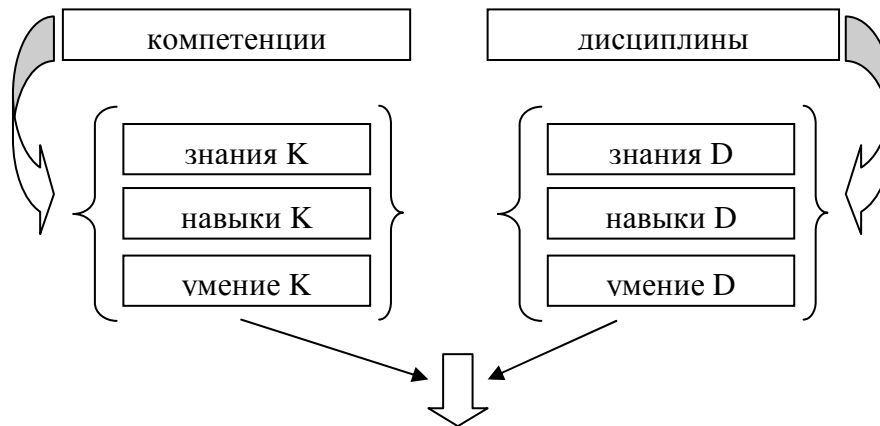 компетенции
дисциплины
знания К
навыки К
умение К
знания D
навыки D
умение D